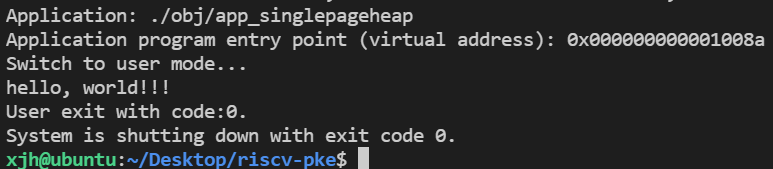 Application: ./obj/app_singlepageheap
Application program entry point (virtual address): 0x000000000001008a
Switch to user mode...
hello, world!!!
User exit with code:0.
System is shutting down with exit code 0.
xjh@ubuntu:~/Desktop/riscv-pke$